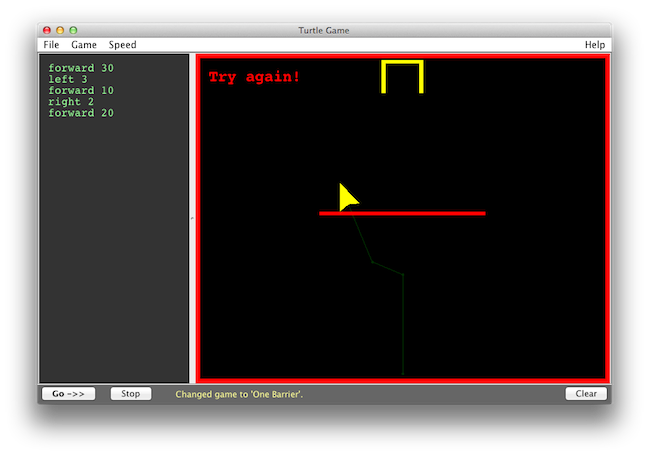 Turtle Game
File Game Speed Help
forward 30
left 3
forward 10
right 2
forward 20
Try again!
Go ->> Stop Changed game to 'One Barrier'. Clear